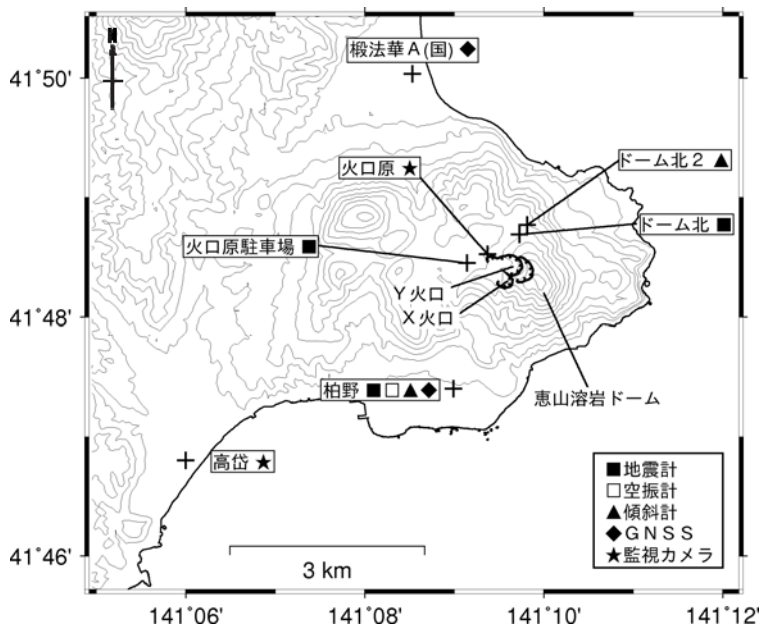 N
41°50'
41°48'
41°46'
椴法華A(国)◆
ドーム北2▲
火口原★
ドーム北■
火口原駐車場■
Y火口
X火口
柏野■□▲◆
恵山溶岩ドーム
高岱★
■地震計
□空振計
▲傾斜計
◆GNSS
★監視カメラ
3 km
141°06'
141°08'
141°10'
141°12'